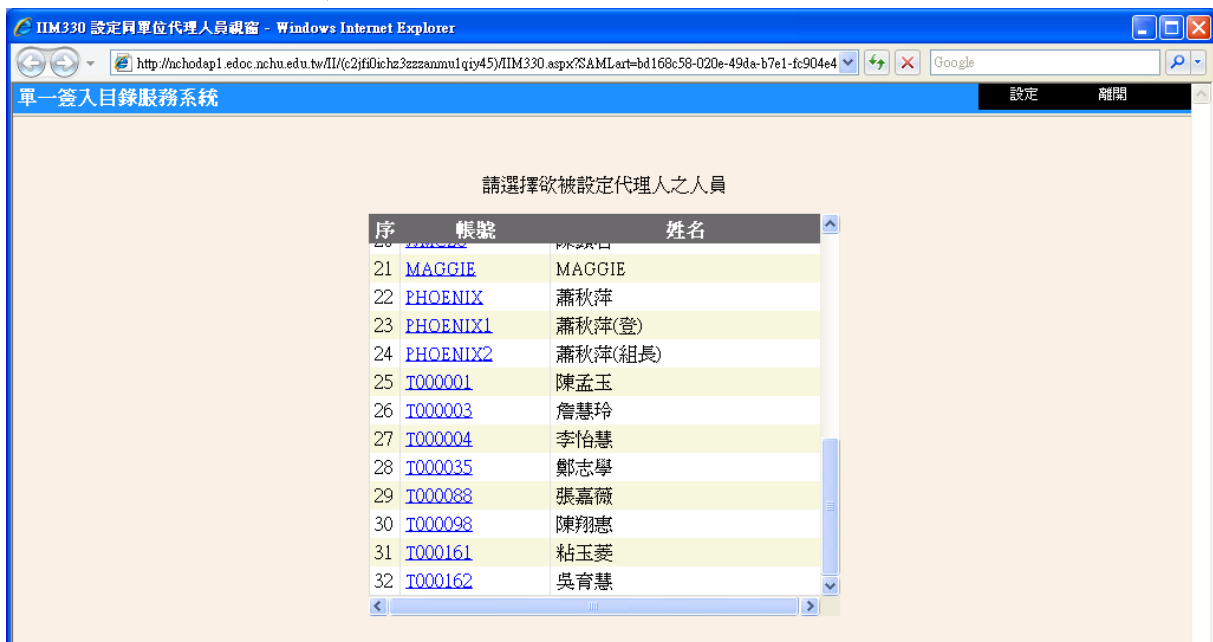 IIM330 設定同單位代理人員視窗 - Windows Internet Explorer
http://nchodap1.edoc.nchu.edu.tw/II/(c2jfi0ichz3zzzanmu1qiy45)/IIM330.aspx?SAMLart=bd168c58-020e-49da-b7e1-fc904e4
Google
單一簽入目錄服務系統 設定 離開
請選擇欲被設定代理人之人員
序 帳號 姓名
21 MAGGIE MAGGIE
22 PHOENIX 蕭秋萍
23 PHOENIX1 蕭秋萍(登)
24 PHOENIX2 蕭秋萍(組長)
25 T000001 陳孟玉
26 T000003 詹慧玲
27 T000004 李怡慧
28 T000035 鄭志學
29 T000088 張嘉薇
30 T000098 陳翔惠
31 T000161 粘玉菱
32 T000162 吳育慧